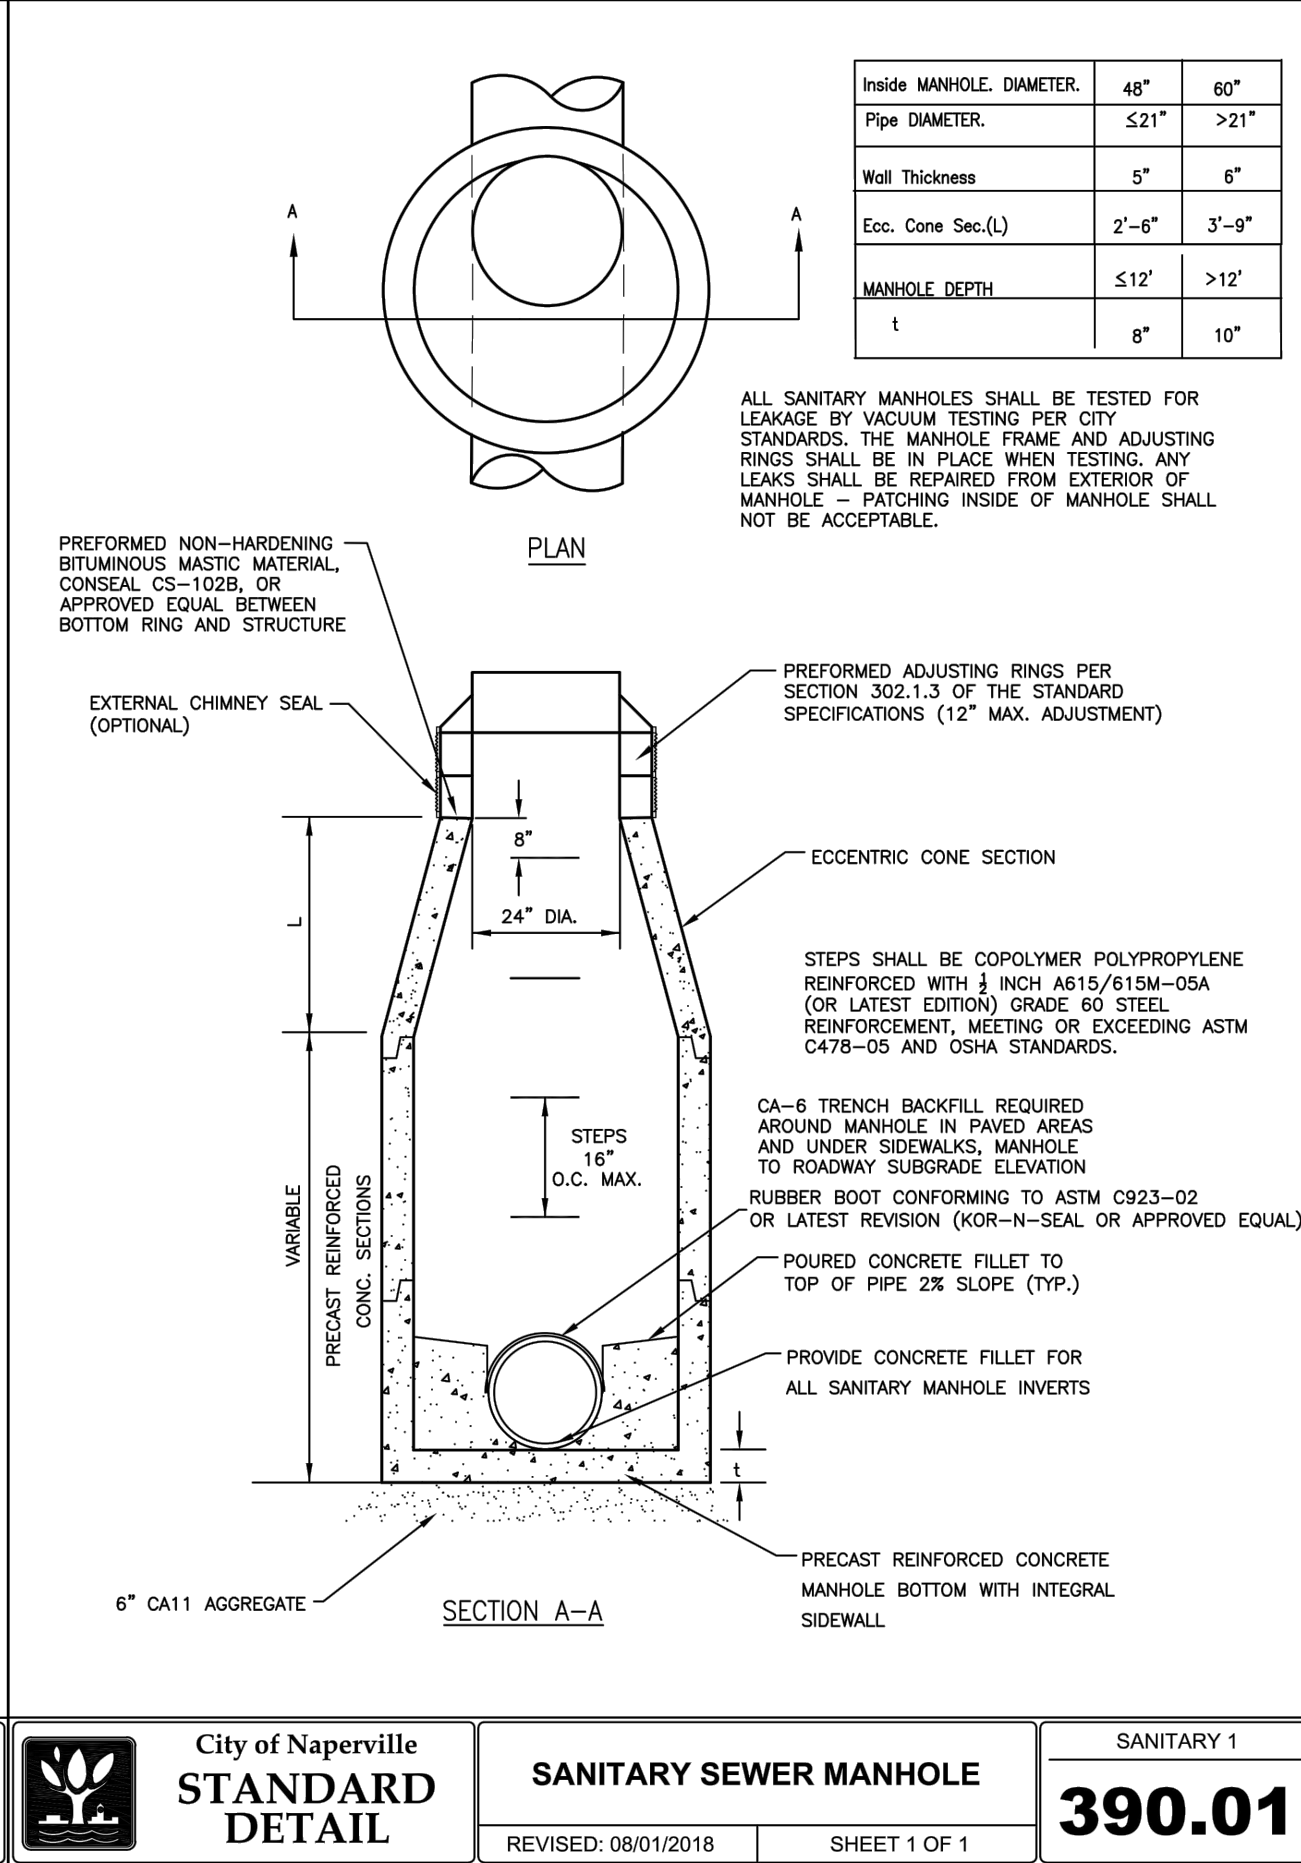 Inside MANHOLE. DIAMETER. 48" 60"
Pipe DIAMETER. ≤21" >21"
Wall Thickness 5" 6"
Ecc. Cone Sec.(L) 2'-6" 3'-9"
MANHOLE DEPTH ≤12' >12'
t 8" 10"
A
A
ALL SANITARY MANHOLES SHALL BE TESTED FOR
LEAKAGE BY VACUUM TESTING PER CITY
STANDARDS. THE MANHOLE FRAME AND ADJUSTING
RINGS SHALL BE IN PLACE WHEN TESTING. ANY
LEAKS SHALL BE REPAIRED FROM EXTERIOR OF
MANHOLE – PATCHING INSIDE OF MANHOLE SHALL
NOT BE ACCEPTABLE.
PLAN
PREFORMED NON-HARDENING
BITUMINOUS MASTIC MATERIAL,
CONSEAL CS-102B, OR
APPROVED EQUAL BETWEEN
BOTTOM RING AND STRUCTURE
EXTERNAL CHIMNEY SEAL
(OPTIONAL)
PREFORMED ADJUSTING RINGS PER
SECTION 302.1.3 OF THE STANDARD
SPECIFICATIONS (12" MAX. ADJUSTMENT)
8"
ECCENTRIC CONE SECTION
24" DIA.
L
STEPS SHALL BE COPOLYMER POLYPROPYLENE
REINFORCED WITH ½ INCH A615/615M-05A
(OR LATEST EDITION) GRADE 60 STEEL
REINFORCEMENT, MEETING OR EXCEEDING ASTM
C478-05 AND OSHA STANDARDS.
CA-6 TRENCH BACKFILL REQUIRED
AROUND MANHOLE IN PAVED AREAS
AND UNDER SIDEWALKS, MANHOLE
TO ROADWAY SUBGRADE ELEVATION
STEPS
16"
O.C. MAX.
VARIABLE
PRECAST REINFORCED
CONC. SECTIONS
RUBBER BOOT CONFORMING TO ASTM C923-02
OR LATEST REVISION (KOR-N-SEAL OR APPROVED EQUAL)
POURED CONCRETE FILLET TO
TOP OF PIPE 2% SLOPE (TYP.)
PROVIDE CONCRETE FILLET FOR
ALL SANITARY MANHOLE INVERTS
t
PRECAST REINFORCED CONCRETE
MANHOLE BOTTOM WITH INTEGRAL
SIDEWALL
6" CA11 AGGREGATE
SECTION A-A
City of Naperville
STANDARD
DETAIL
SANITARY SEWER MANHOLE
REVISED: 08/01/2018
SHEET 1 OF 1
SANITARY 1
390.01